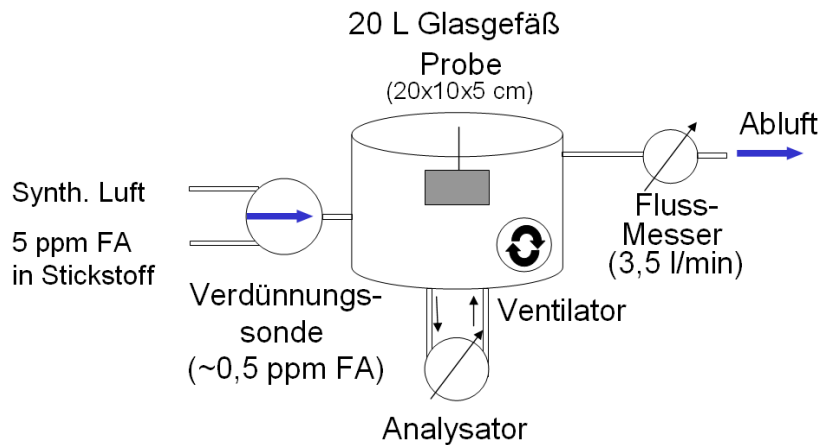 20 L Glasgefäß
Probe
(20x10x5 cm)
Abluft
Synth. Luft
5 ppm FA
in Stickstoff
Fluss-
Messer
(3,5 l/min)
Verdünnungs-
sonde
(~0,5 ppm FA)
Ventilator
Analysator